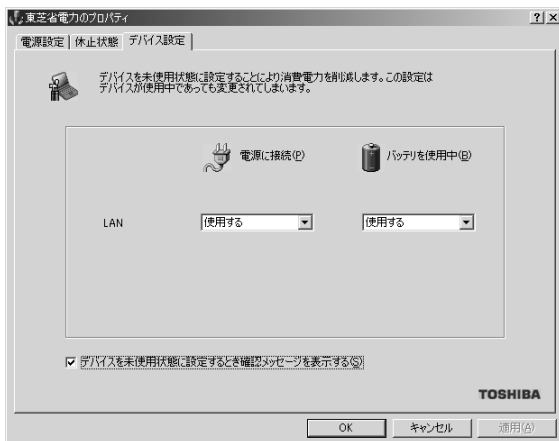 東芝省電力のプロパティ
電源設定 休止状態 デバイス設定
デバイスを未使用状態に設定することにより消費電力を削減します。この設定は
デバイスが使用中であっても変更されてしまいます。
電源に接続(P) バッテリを使用中(B)
LAN 使用する 使用する
デバイスを未使用状態に設定するとき確認メッセージを表示する(S)
TOSHIBA
OK キャンセル 適用(A)